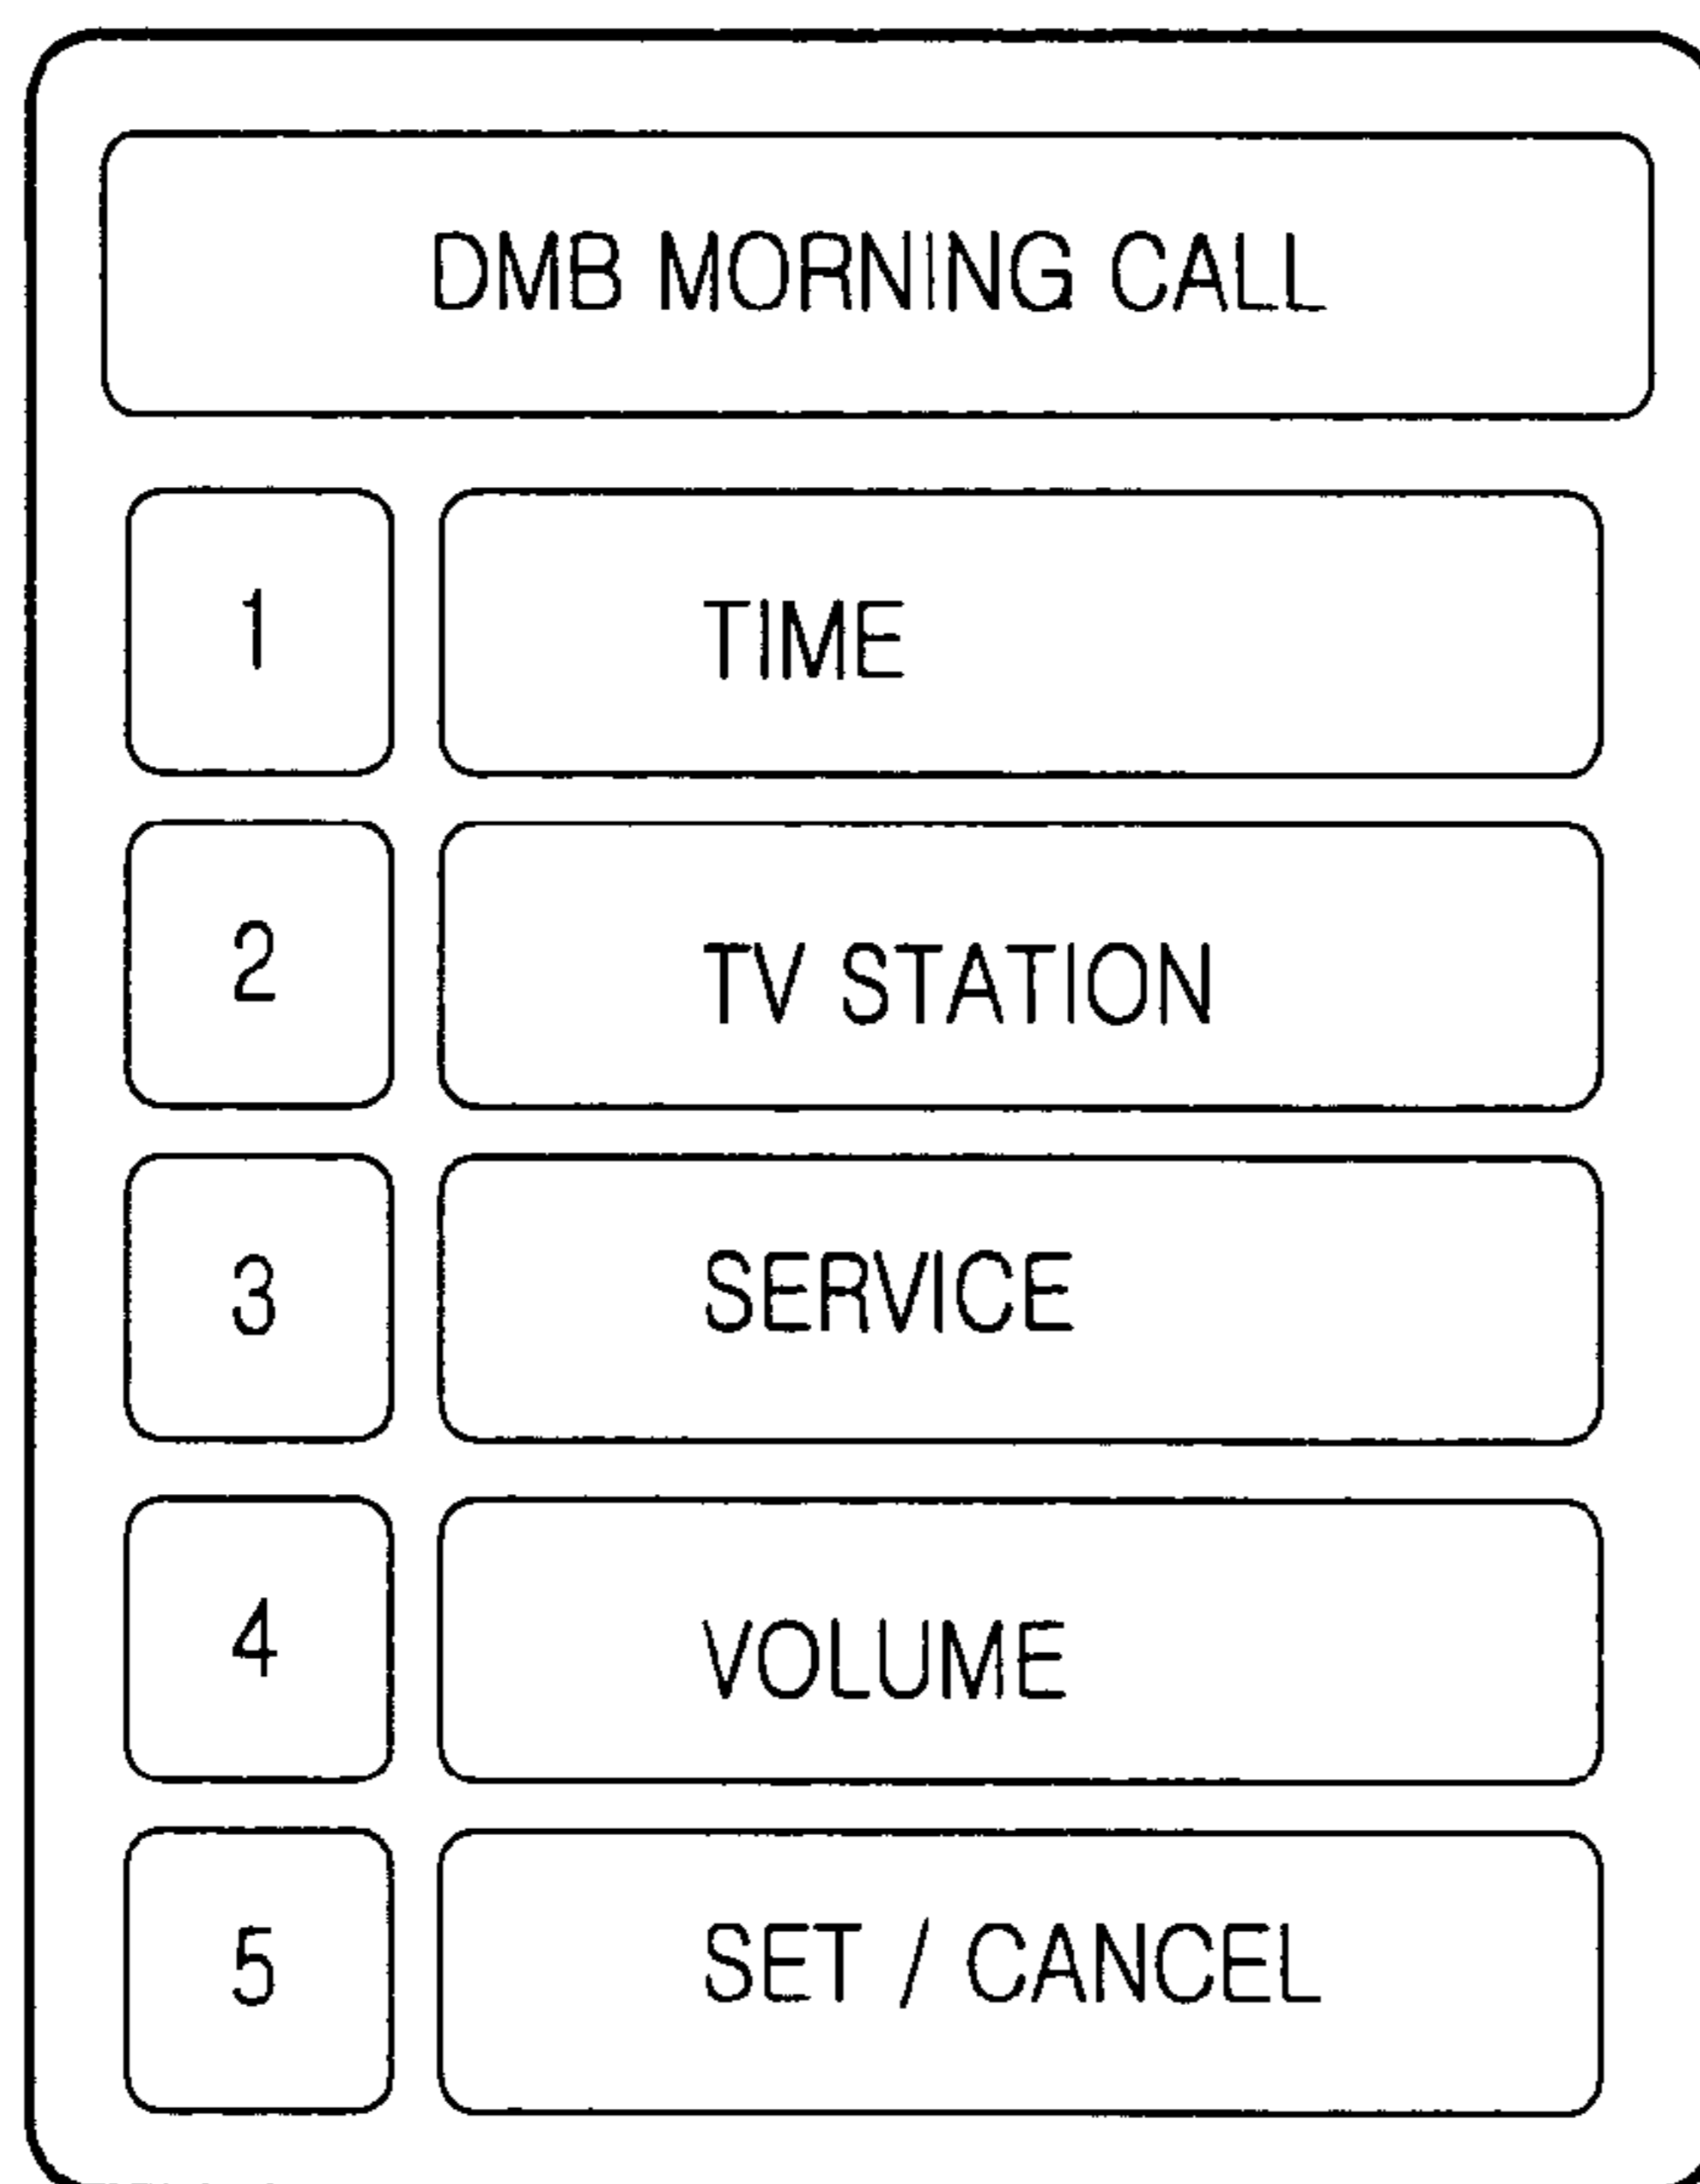 DMB MORNING CALL
1 TIME
2 TV STATION
3 SERVICE
4 VOLUME
5 SET / CANCEL